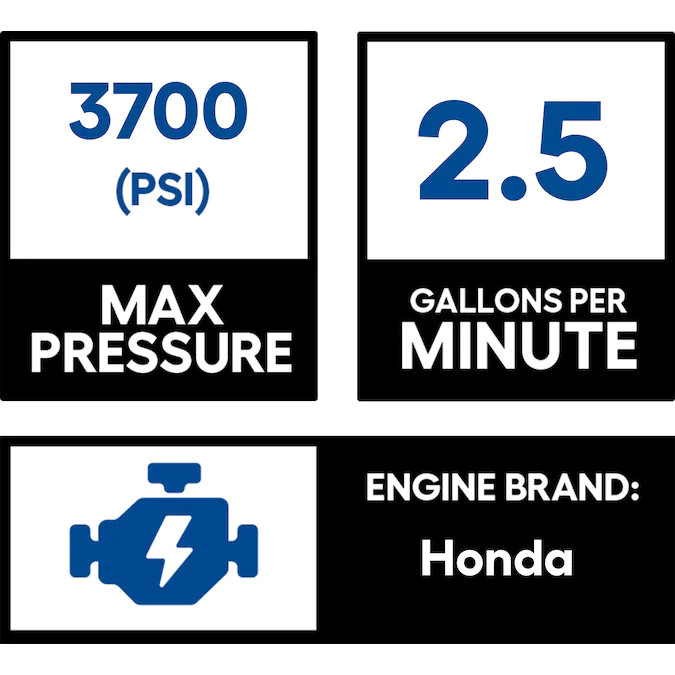 3700
(PSI)
MAX
PRESSURE
2.5
GALLONS PER
MINUTE
ENGINE BRAND:
Honda